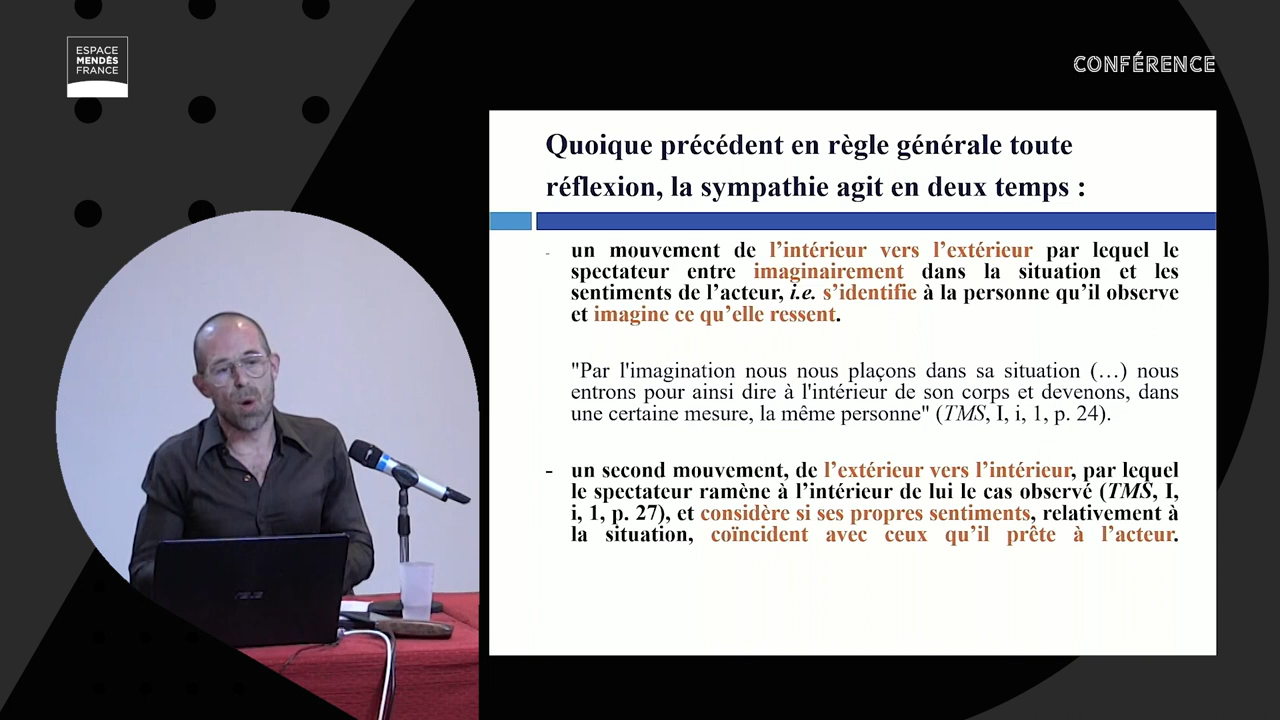 ESPACE
MENDÈS
FRANCE
CONFÉRENCE
Quoique précédent en règle générale toute
réflexion, la sympathie agit en deux temps :
- un mouvement de l’intérieur vers l’extérieur par lequel le
spectateur entre imaginairement dans la situation et les
sentiments de l’acteur, i.e. s’identifie à la personne qu’il observe
et imagine ce qu’elle ressent.
"Par l'imagination nous nous plaçons dans sa situation (…) nous
entrons pour ainsi dire à l'intérieur de son corps et devenons, dans
une certaine mesure, la même personne" (TMS, I, i, 1, p. 24).
- un second mouvement, de l’extérieur vers l’intérieur, par lequel
le spectateur ramène à l’intérieur de lui le cas observé (TMS, I,
i, 1, p. 27), et considère si ses propres sentiments, relativement à
la situation, coïncident avec ceux qu’il prête à l’acteur.
ASUS